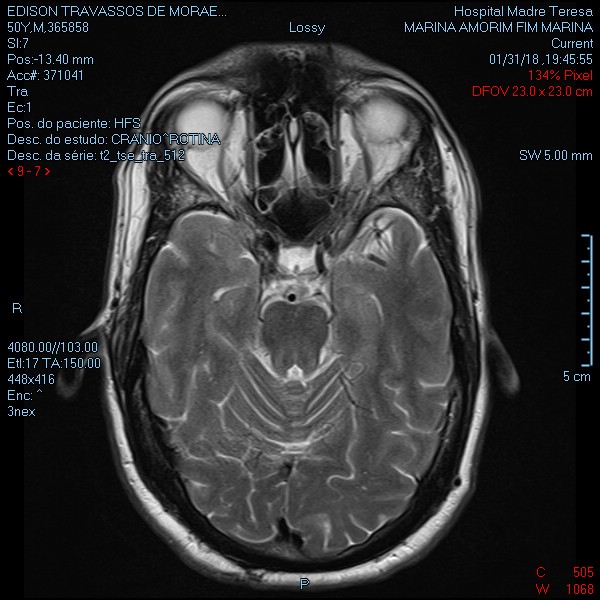 EDISON TRAVASSOS DE MORAE...
50Y,M,365858
Sl:7
Pos:-13.40 mm
Acc#: 371041
Tra
Ec:1
Pos. do paciente: HFS
Desc. do estudo: CRANIO^ROTINA
Desc. da série: t2_tse_tra_512
< 9 - 7 >
Lossy
Hospital Madre Teresa
MARINA AMORIM FIM MARINA
Current
01/31/18 ,19:45:55
134% Pixel
DFOV 23.0 x 23.0 cm
SW 5.00 mm
R
5 cm
4080.00//103.00
Etl:17 TA:150.00
448x416
Enc: ^
3nex
P
C 505
W 1068